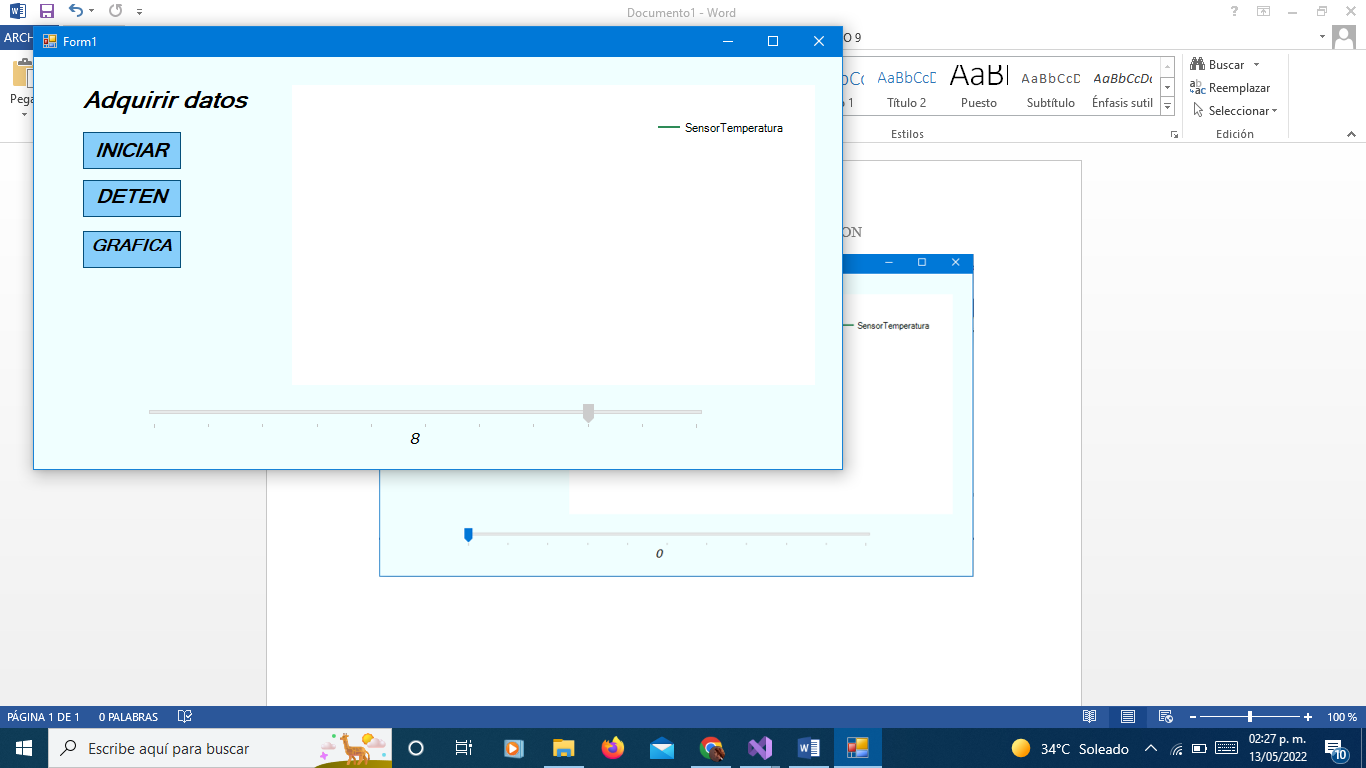 Documento1 - Word
Form1
ARCH
O 9
Pega
Adquirir datos
INICIAR
DETEN
GRAFICA
SensorTemperatura
8
AaBbCc
AaBbCcD
AaBl
AaBbCcD
AaBbCcDc
1
Título 2
Puesto
Subtítulo
Énfasis sutil
Estilos
Buscar
Reemplazar
Seleccionar
Edición
ON
SensorTemperatura
0
PÁGINA 1 DE 1
0 PALABRAS
100 %
Escribe aquí para buscar
34°C Soleado
02:27 p. m.
13/05/2022
10